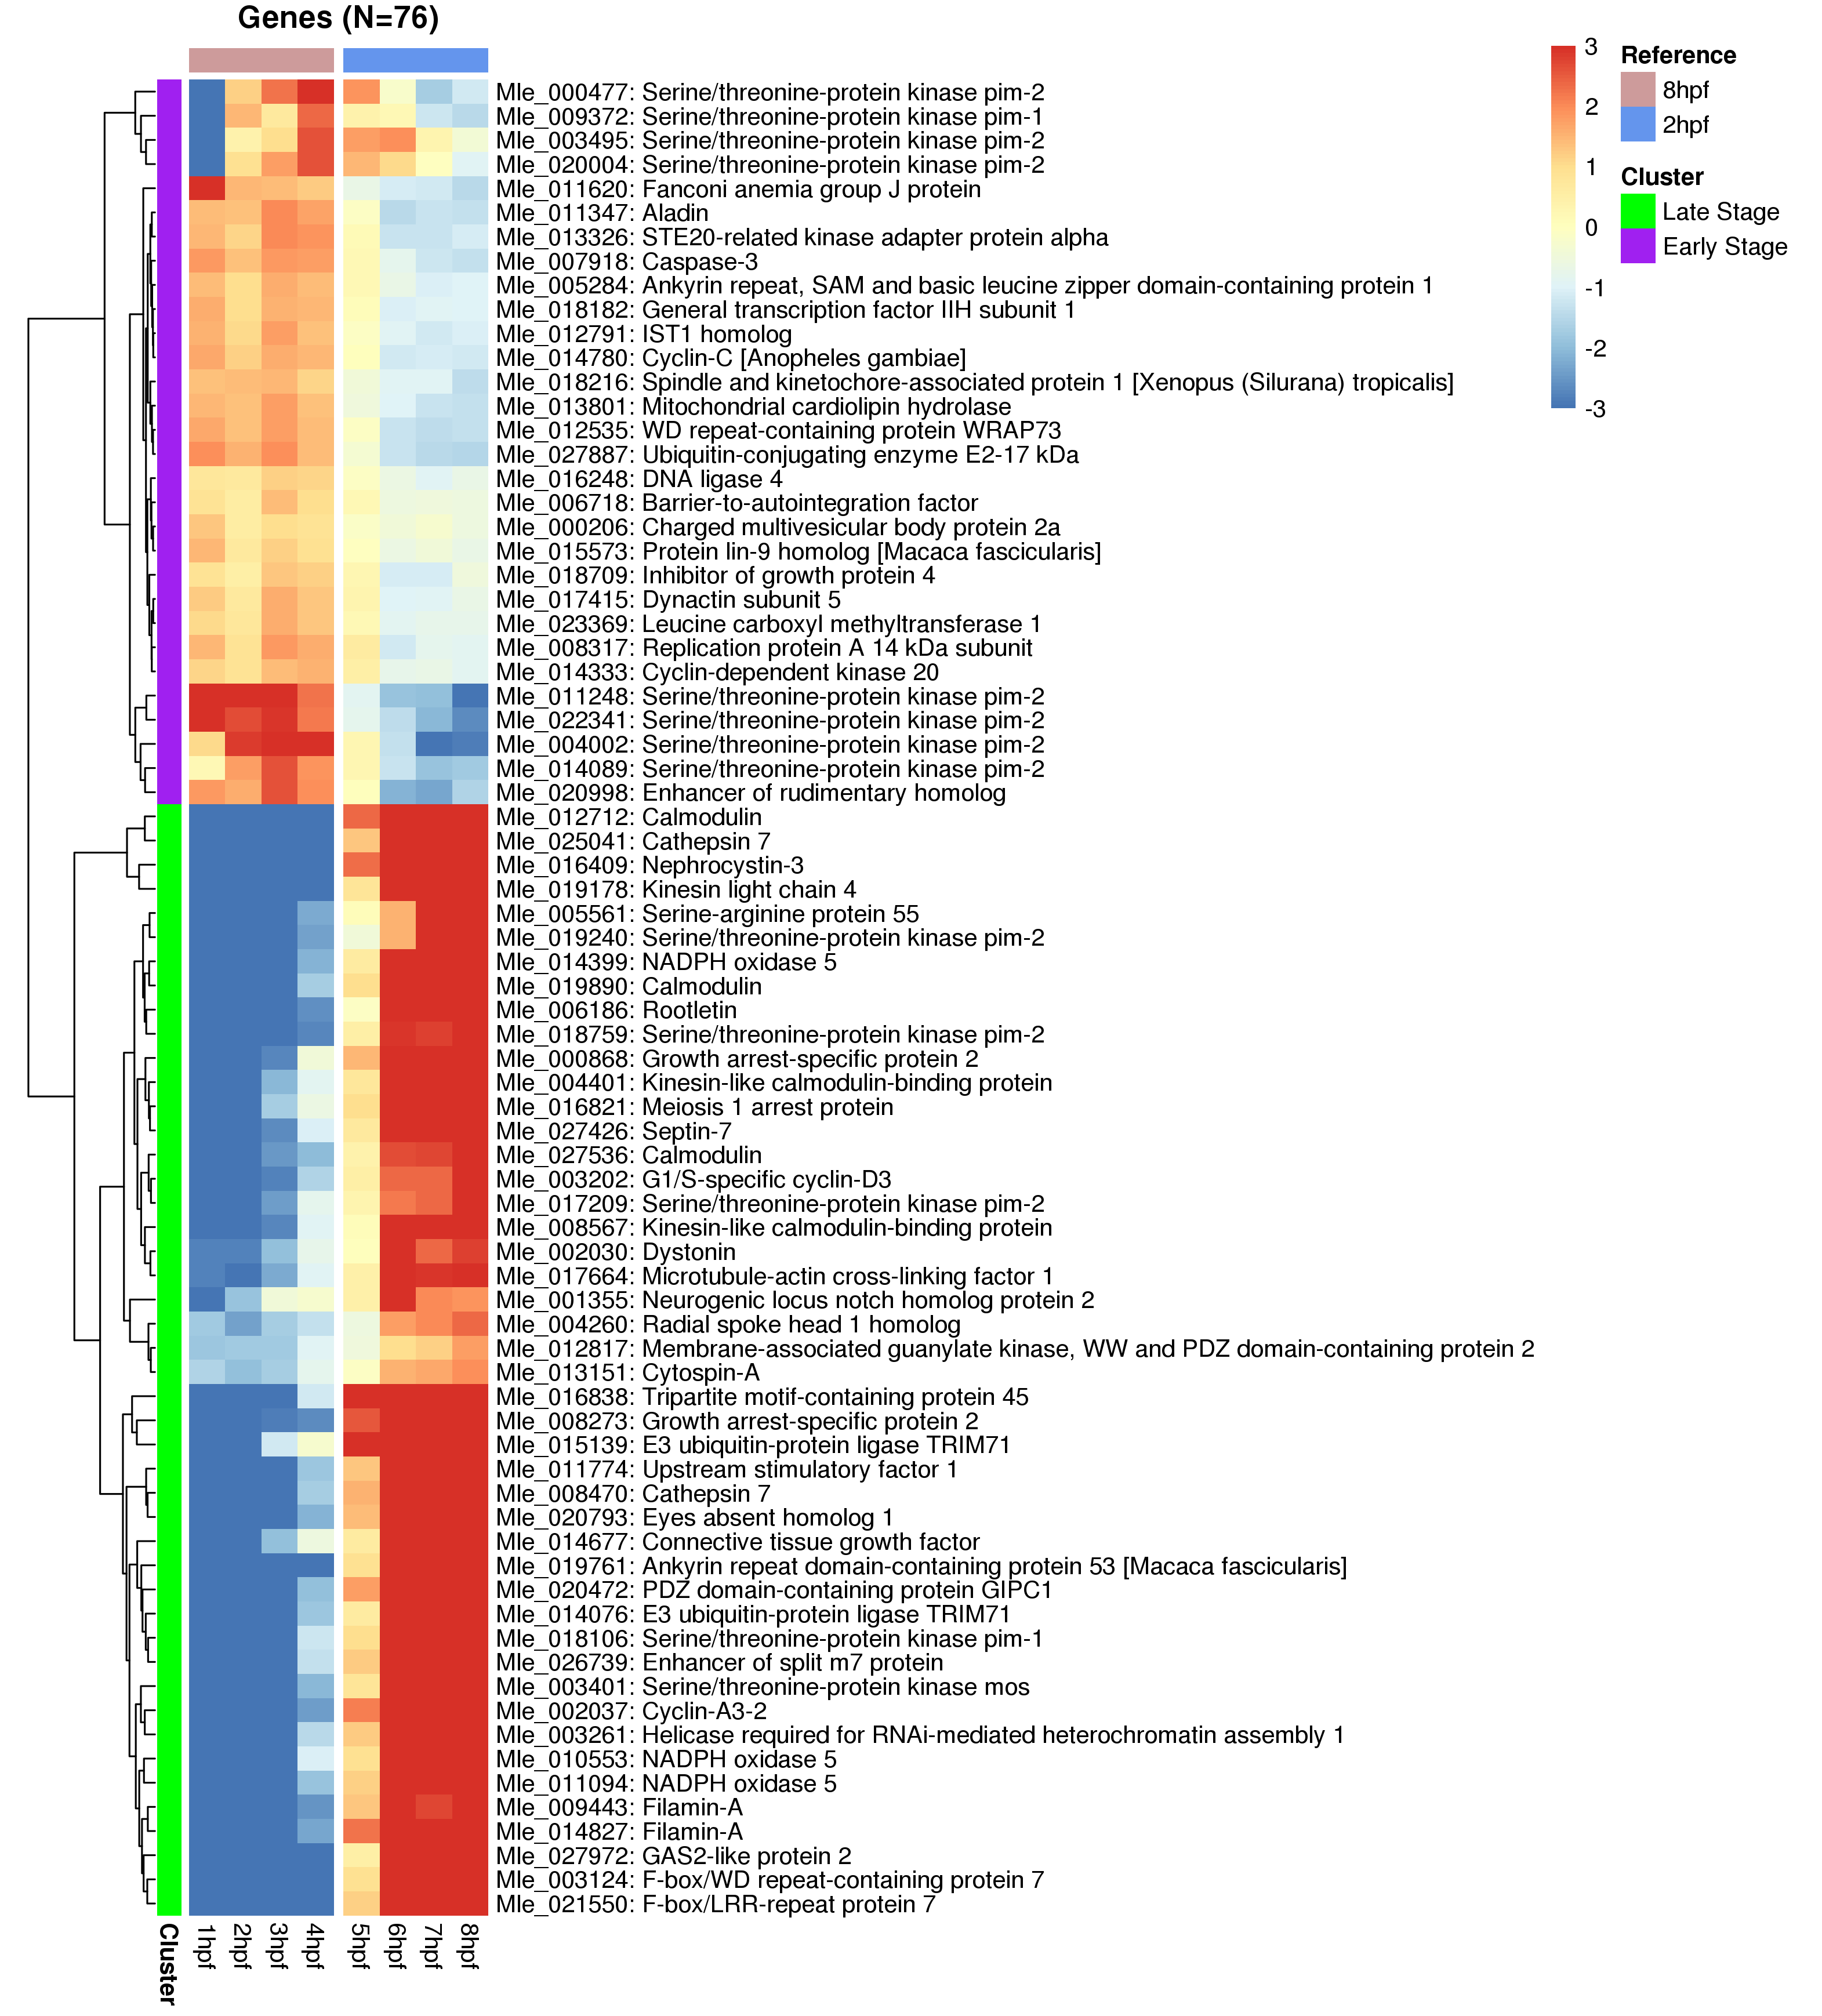 Genes (N=76)
Mle_000477: Serine/threonine-protein kinase pim-2
Mle_009372: Serine/threonine-protein kinase pim-1
Mle_003495: Serine/threonine-protein kinase pim-2
Mle_020004: Serine/threonine-protein kinase pim-2
Mle_011620: Fanconi anemia group J protein
Mle_011347: Aladin
Mle_013326: STE20-related kinase adapter protein alpha
Mle_007918: Caspase-3
Mle_005284: Ankyrin repeat, SAM and basic leucine zipper domain-containing protein 1
Mle_018182: General transcription factor IIH subunit 1
Mle_012791: IST1 homolog
Mle_014780: Cyclin-C [Anopheles gambiae]
Mle_018216: Spindle and kinetochore-associated protein 1 [Xenopus (Silurana) tropicalis]
Mle_013801: Mitochondrial cardiolipin hydrolase
Mle_012535: WD repeat-containing protein WRAP73
Mle_027887: Ubiquitin-conjugating enzyme E2-17 kDa
Mle_016248: DNA ligase 4
Mle_006718: Barrier-to-autointegration factor
Mle_000206: Charged multivesicular body protein 2a
Mle_015573: Protein lin-9 homolog [Macaca fascicularis]
Mle_018709: Inhibitor of growth protein 4
Mle_017415: Dynactin subunit 5
Mle_023369: Leucine carboxyl methyltransferase 1
Mle_008317: Replication protein A 14 kDa subunit
Mle_014333: Cyclin-dependent kinase 20
Mle_011248: Serine/threonine-protein kinase pim-2
Mle_022341: Serine/threonine-protein kinase pim-2
Mle_004002: Serine/threonine-protein kinase pim-2
Mle_014089: Serine/threonine-protein kinase pim-2
Mle_020998: Enhancer of rudimentary homolog
Mle_012712: Calmodulin
Mle_025041: Cathepsin 7
Mle_016409: Nephrocystin-3
Mle_019178: Kinesin light chain 4
Mle_005561: Serine-arginine protein 55
Mle_019240: Serine/threonine-protein kinase pim-2
Mle_014399: NADPH oxidase 5
Mle_019890: Calmodulin
Mle_006186: Rootletin
Mle_018759: Serine/threonine-protein kinase pim-2
Mle_000868: Growth arrest-specific protein 2
Mle_004401: Kinesin-like calmodulin-binding protein
Mle_016821: Meiosis 1 arrest protein
Mle_027426: Septin-7
Mle_027536: Calmodulin
Mle_003202: G1/S-specific cyclin-D3
Mle_017209: Serine/threonine-protein kinase pim-2
Mle_008567: Kinesin-like calmodulin-binding protein
Mle_002030: Dystonin
Mle_017664: Microtubule-actin cross-linking factor 1
Mle_001355: Neurogenic locus notch homolog protein 2
Mle_004260: Radial spoke head 1 homolog
Mle_012817: Membrane-associated guanylate kinase, WW and PDZ domain-containing protein 2
Mle_013151: Cytospin-A
Mle_016838: Tripartite motif-containing protein 45
Mle_008273: Growth arrest-specific protein 2
Mle_015139: E3 ubiquitin-protein ligase TRIM71
Mle_011774: Upstream stimulatory factor 1
Mle_008470: Cathepsin 7
Mle_020793: Eyes absent homolog 1
Mle_014677: Connective tissue growth factor
Mle_019761: Ankyrin repeat domain-containing protein 53 [Macaca fascicularis]
Mle_020472: PDZ domain-containing protein GIPC1
Mle_014076: E3 ubiquitin-protein ligase TRIM71
Mle_018106: Serine/threonine-protein kinase pim-1
Mle_026739: Enhancer of split m7 protein
Mle_003401: Serine/threonine-protein kinase mos
Mle_002037: Cyclin-A3-2
Mle_003261: Helicase required for RNAi-mediated heterochromatin assembly 1
Mle_010553: NADPH oxidase 5
Mle_011094: NADPH oxidase 5
Mle_009443: Filamin-A
Mle_014827: Filamin-A
Mle_027972: GAS2-like protein 2
Mle_003124: F-box/WD repeat-containing protein 7
Mle_021550: F-box/LRR-repeat protein 7
Cluster
1hpf
2hpf
3hpf
4hpf
5hpf
6hpf
7hpf
8hpf
3
2
1
0
-1
-2
-3
Reference
8hpf
2hpf
Cluster
Late Stage
Early Stage